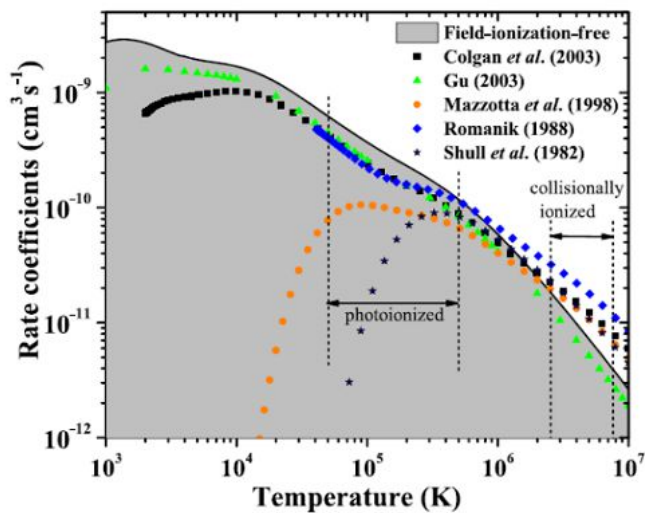 Field-ionization-free
Colgan et al. (2003)
Gu (2003)
Mazzotta et al. (1998)
Romanik (1988)
Shull et al. (1982)
collisionally
ionized
photoionized
Rate coefficients (cm³ s⁻¹)
10⁻⁹
10⁻¹⁰
10⁻¹¹
10⁻¹²
10³
10⁴
10⁵
10⁶
10⁷
Temperature (K)